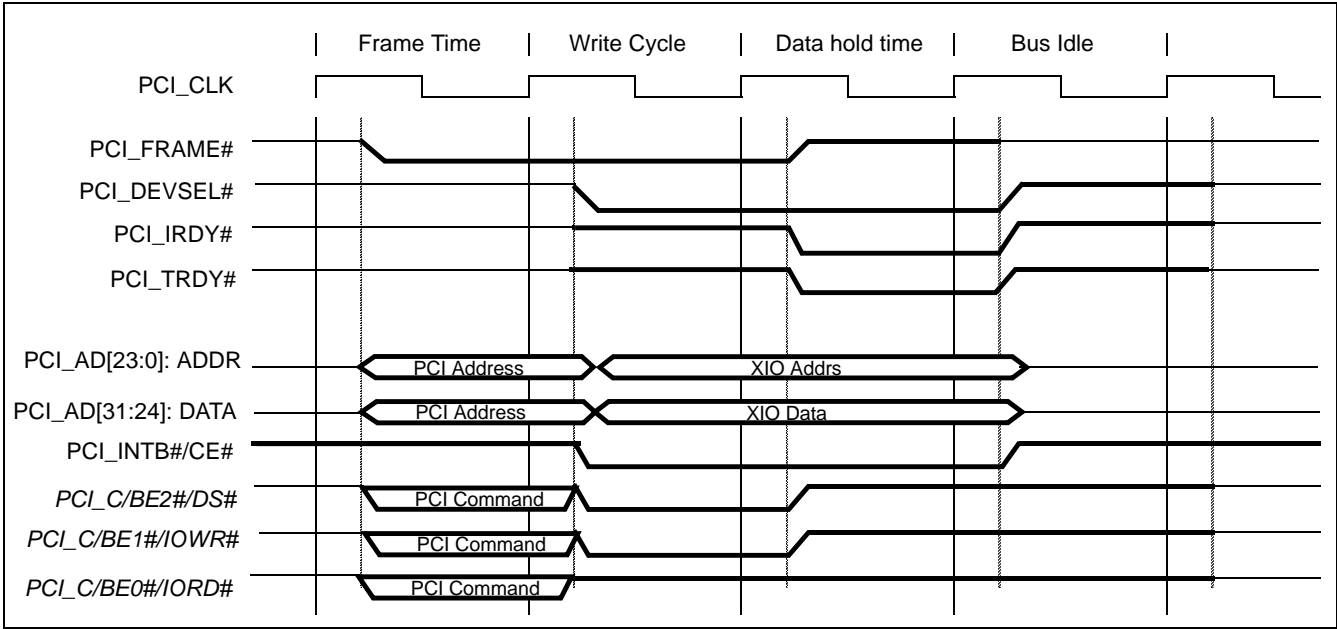 Frame Time Write Cycle Data hold time Bus Idle
PCI_CLK
PCI_FRAME#
PCI_DEVSEL#
PCI_IRDY#
PCI_TRDY#
PCI_AD[23:0]: ADDR PCI Address XIO Addrs
PCI_AD[31:24]: DATA PCI Address XIO Data
PCI_INTB#/CE#
PCI_C/BE2#/DS# PCI Command
PCI_C/BE1#/IOWR# PCI Command
PCI_C/BE0#/IORD# PCI Command